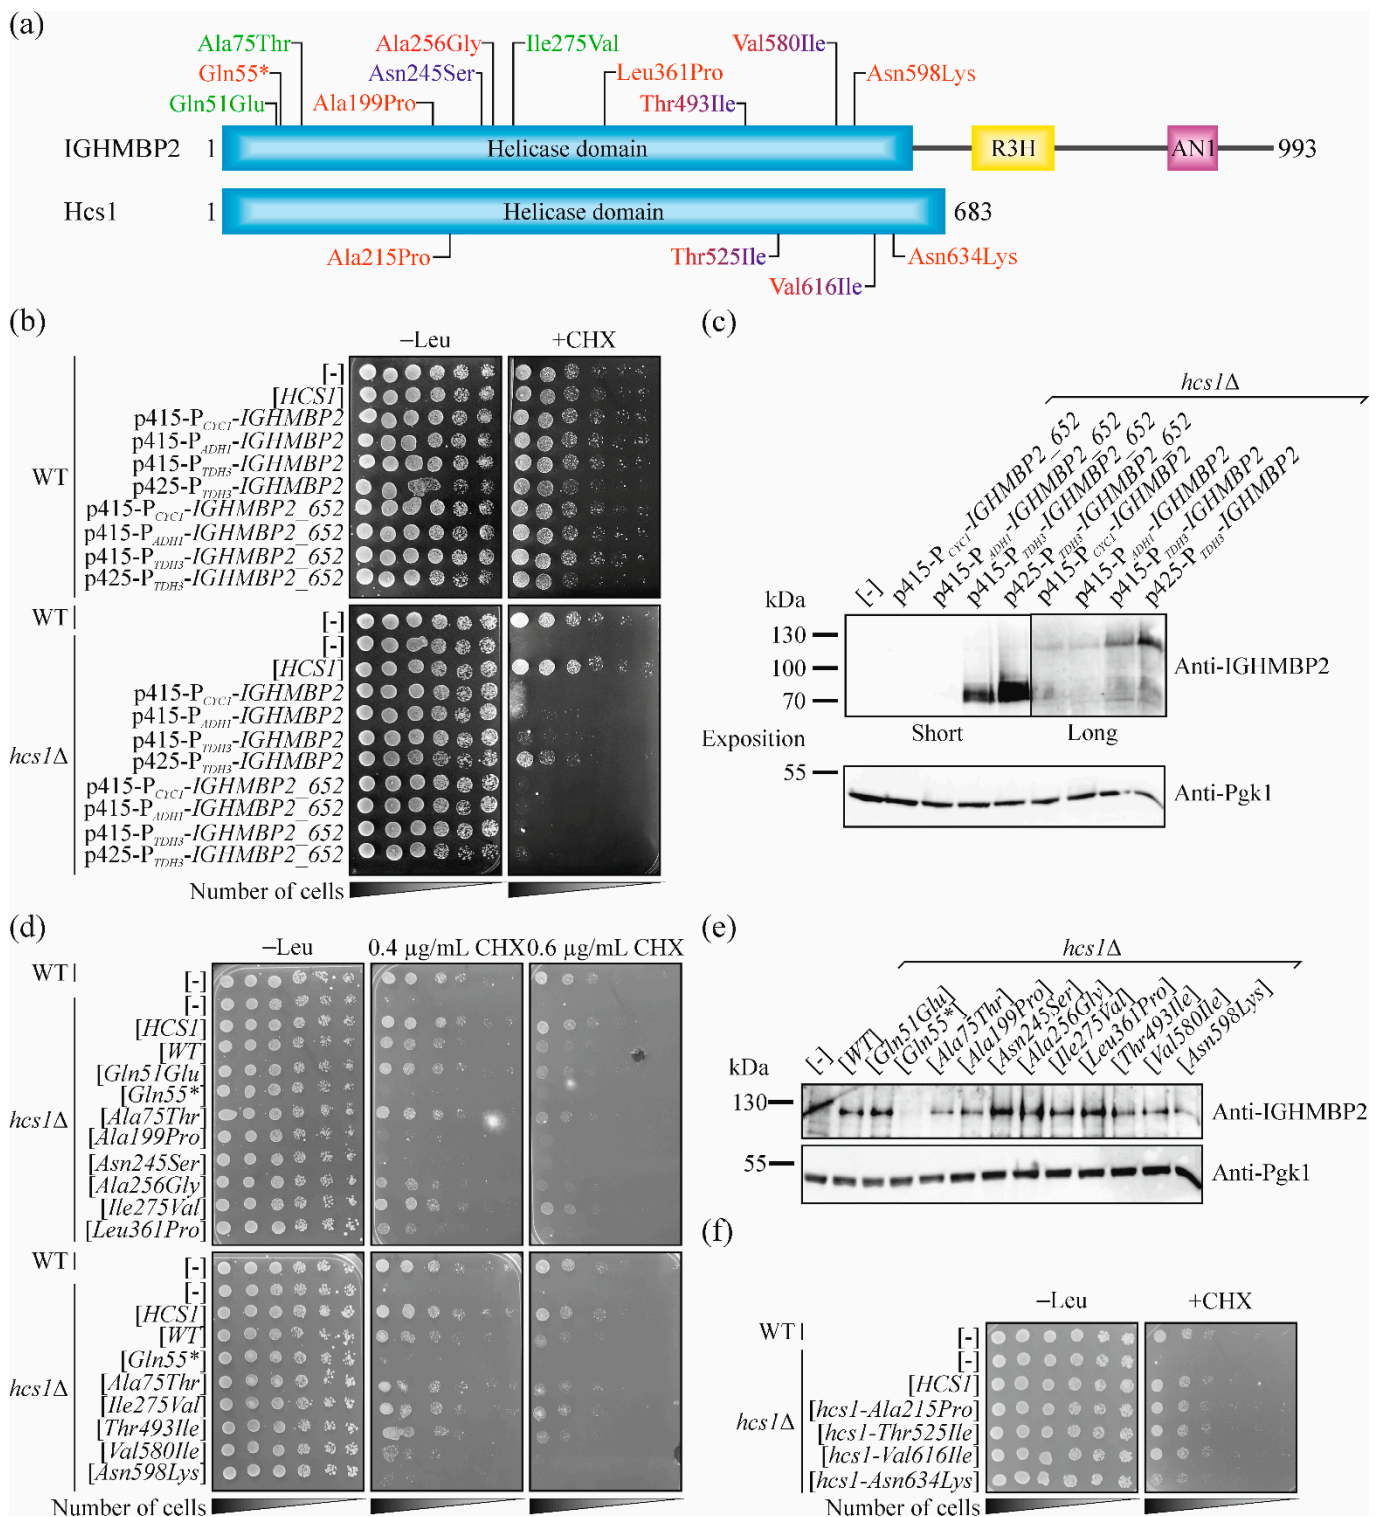 (a)
Ala75Thr
Ala256Gly
Ile275Val
Val580Ile
Gln55*
Asn245Ser
Leu361Pro
Asn598Lys
Gln51Glu
Ala199Pro
Thr493Ile
IGHMBP2 1 Helicase domain R3H AN1 993
Hcs1 1 Helicase domain 683
Ala215Pro
Thr525Ile
Asn634Lys
Val616Ile
(b)
−Leu +CHX
WT
[-]
[HCS1]
p415-PCYC1-IGHMBP2
p415-PADH1-IGHMBP2
p415-PTDH3-IGHMBP2
p425-PTDH3-IGHMBP2
p415-PCYC1-IGHMBP2_652
p415-PADH1-IGHMBP2_652
p415-PTDH3-IGHMBP2_652
p425-PTDH3-IGHMBP2_652
WT [-]
hcs1Δ
[-]
[HCS1]
p415-PCYC1-IGHMBP2
p415-PADH1-IGHMBP2
p415-PTDH3-IGHMBP2
p425-PTDH3-IGHMBP2
p415-PCYC1-IGHMBP2_652
p415-PADH1-IGHMBP2_652
p415-PTDH3-IGHMBP2_652
p425-PTDH3-IGHMBP2_652
Number of cells
(c)
hcs1Δ
[-]
p415-PCYC1-IGHMBP2_652
p415-PADH1-IGHMBP2_652
p415-PTDH3-IGHMBP2_652
p425-PTDH3-IGHMBP2_652
p415-PCYC1-IGHMBP2
p415-PADH1-IGHMBP2
p415-PTDH3-IGHMBP2
p425-PTDH3-IGHMBP2
kDa
130
100
70
Anti-IGHMBP2
Exposition Short Long
55
Anti-Pgk1
(d)
−Leu 0.4 µg/mL CHX 0.6 µg/mL CHX
WT [-]
hcs1Δ
[-]
[HCS1]
[WT]
[Gln51Glu]
[Gln55*]
[Ala75Thr]
[Ala199Pro]
[Asn245Ser]
[Ala256Gly]
[Ile275Val]
[Leu361Pro]
WT [-]
hcs1Δ
[-]
[HCS1]
[WT]
[Gln55*]
[Ala75Thr]
[Ile275Val]
[Thr493Ile]
[Val580Ile]
[Asn598Lys]
Number of cells
(e)
hcs1Δ
[-]
[WT]
[Gln51Glu]
[Gln55*]
[Ala75Thr]
[Ala199Pro]
[Asn245Ser]
[Ala256Gly]
[Ile275Val]
[Leu361Pro]
[Thr493Ile]
[Val580Ile]
[Asn598Lys]
kDa
130
Anti-IGHMBP2
55
Anti-Pgk1
(f)
−Leu +CHX
WT [-]
hcs1Δ
[-]
[HCS1]
[hcs1-Ala215Pro]
[hcs1-Thr525Ile]
[hcs1-Val616Ile]
[hcs1-Asn634Lys]
Number of cells